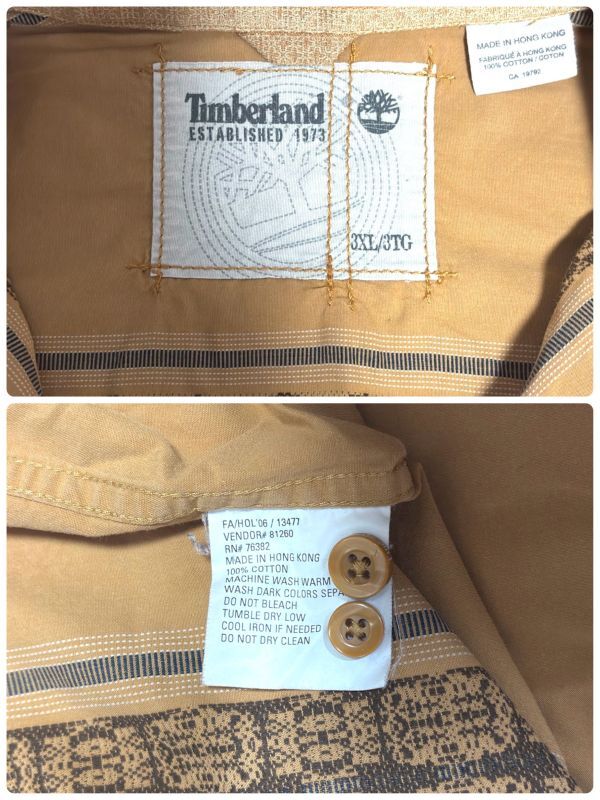 MADE IN HONG KONG
FABRIQUÉ À HONG KONG
100% COTTON / COTON
CA 19792
Timberland
ESTABLISHED 1973
3XL/3TG
FA/HOL'06 / 13477
VENDOR# 81260
RN# 76382
MADE IN HONG KONG
100% COTTON
MACHINE WASH WARM
WASH DARK COLORS SEPA
DO NOT BLEACH
TUMBLE DRY LOW
COOL IRON IF NEEDED
DO NOT DRY CLEAN